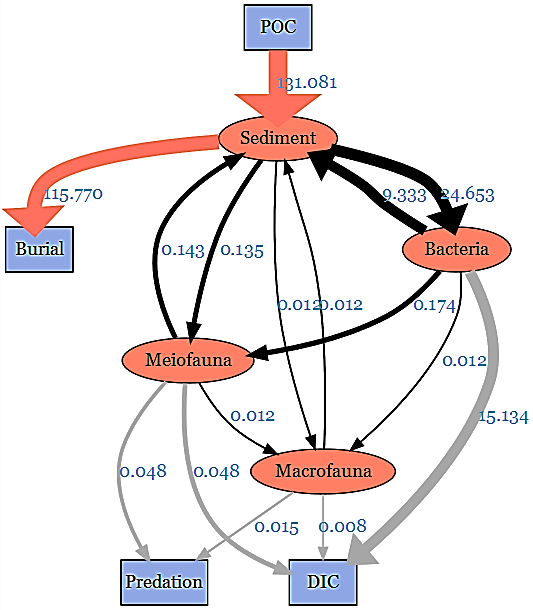 POC
131.081
Sediment
115.770
9.333
24.653
Burial
0.143
0.135
Bacteria
0.012
0.012
0.174
Meiofauna
0.012
0.012
15.134
Macrofauna
0.048
0.048
0.015
0.008
Predation
DIC